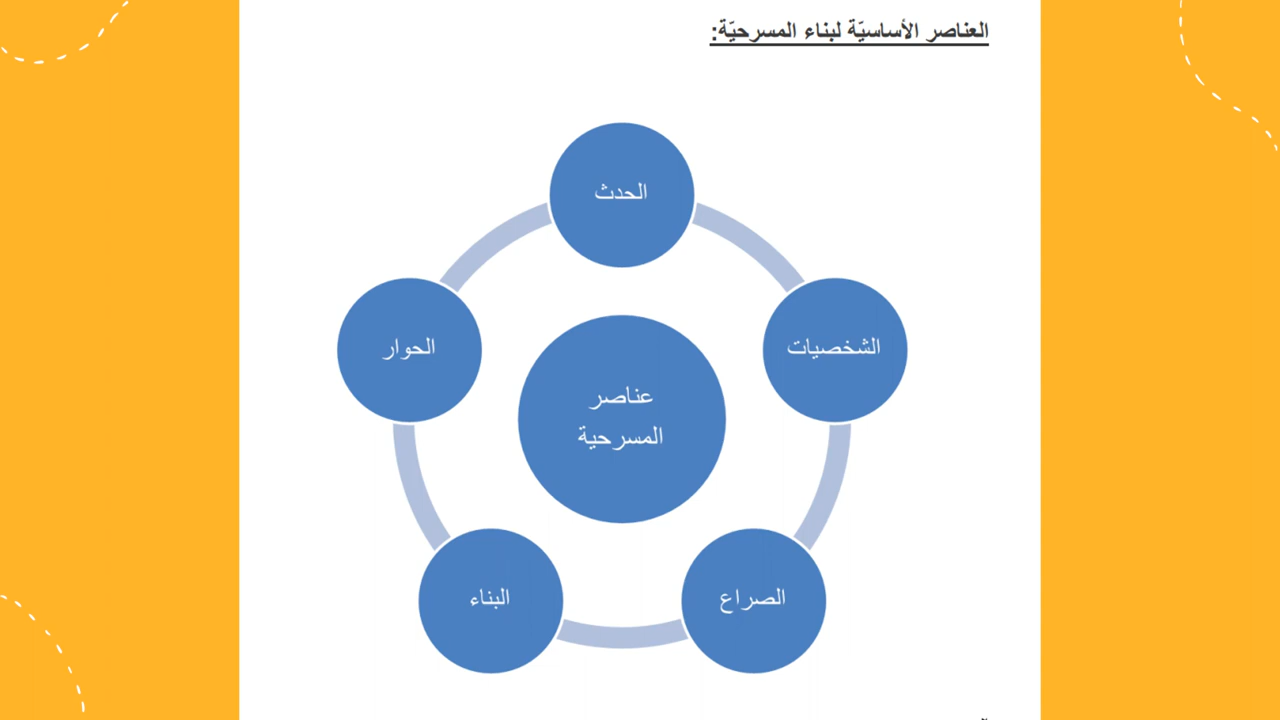 العناصر الأساسيّة لبناء المسرحيّة:
الحدث
الشخصيات
الصراع
البناء
الحوار
عناصر
المسرحية